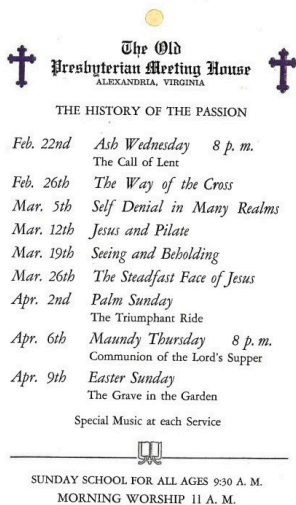 The Old
Presbyterian Meeting House
ALEXANDRIA, VIRGINIA
THE HISTORY OF THE PASSION
Feb. 22nd Ash Wednesday 8 p. m.
The Call of Lent
Feb. 26th The Way of the Cross
Mar. 5th Self Denial in Many Realms
Mar. 12th Jesus and Pilate
Mar. 19th Seeing and Beholding
Mar. 26th The Steadfast Face of Jesus
Apr. 2nd Palm Sunday
The Triumphant Ride
Apr. 6th Maundy Thursday 8 p. m.
Communion of the Lord's Supper
Apr. 9th Easter Sunday
The Grave in the Garden
Special Music at each Service
SUNDAY SCHOOL FOR ALL AGES 9:30 A. M.
MORNING WORSHIP 11 A. M.